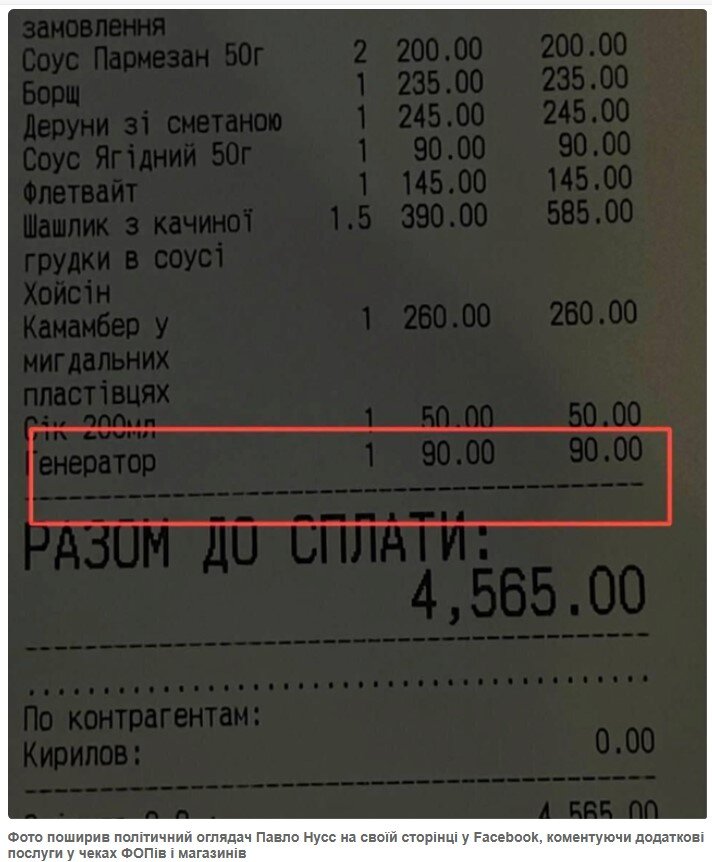 замовлення
Соус Пармезан 50г 2 200.00 200.00
Борщ 1 235.00 235.00
Деруни зі сметаною 1 245.00 245.00
Соус Ягідний 50г 1 90.00 90.00
Флетвайт 1 145.00 145.00
Шашлик з качиної 1.5 390.00 585.00
грудки в соусі
Хойсін
Камамбер у 1 260.00 260.00
мигдальних
пластівцях
Сік 200мл 1 50.00 50.00
Генератор 1 90.00 90.00
РАЗОМ ДО СПЛАТИ:
4,565.00
По контрагентам:
Кирилов: 0.00
4 565.00
Фото поширив політичний оглядач Павло Нусс на своїй сторінці у Facebook, коментуючи додаткові
послуги у чеках ФОПів і магазинів